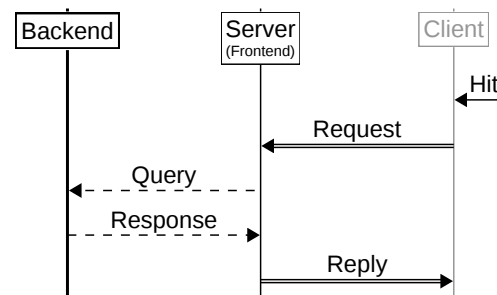 Backend
Server
(Frontend)
Client
Hit
Request
Query
Response
Reply